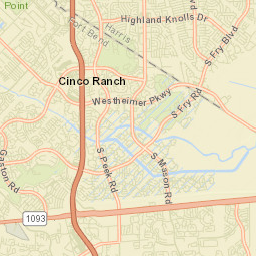 Point
Highland Knolls Dr
Harris
Fort Bend
S Fry Blvd
Cinco Ranch
Westheimer Pkwy
S Fry Rd
Gaston Rd
S Peek Rd
S Mason Rd
1093